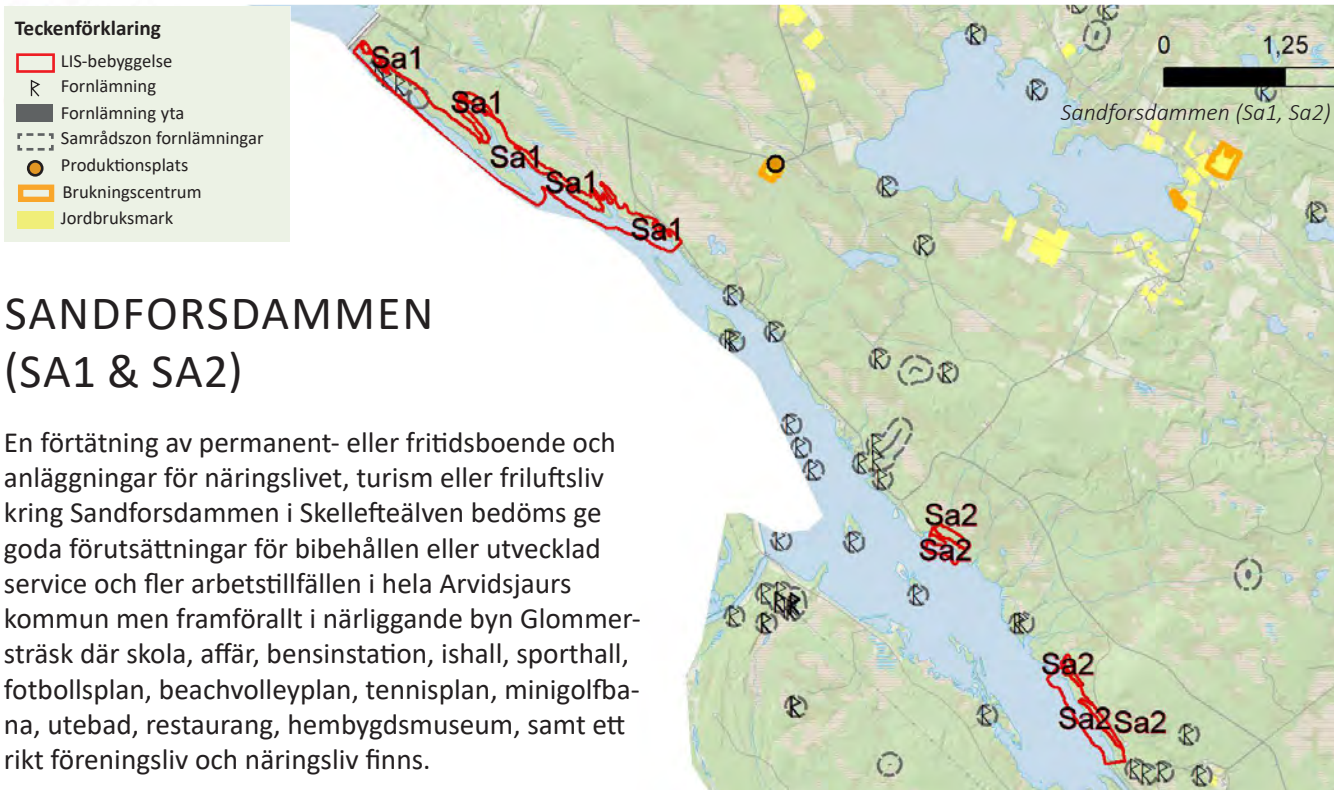 Teckenförklaring
LIS-bebyggelse
Fornlämning
Fornlämning yta
Samrådszon fornlämningar
Produktionsplats
Brukningscentrum
Jordbruksmark
0 1,25
Sandforsdammen (Sa1, Sa2)
Sa1
Sa1
Sa1
Sa1
Sa1
Sa2
Sa2
Sa2
Sa2
Sa2
SANDFORSDAMMEN
(SA1 & SA2)
En förtätning av permanent- eller fritidsboende och
anläggningar för näringslivet, turism eller friluftsliv
kring Sandforsdammen i Skellefteälven bedöms ge
goda förutsättningar för bibehållen eller utvecklad
service och fler arbetstillfällen i hela Arvidsjaurs
kommun men framförallt i närliggande byn Glommer-
sträsk där skola, affär, bensinstation, ishall, sporthall,
fotbollsplan, beachvolleyplan, tennisplan, minigolfba-
na, utebad, restaurang, hembygdsmuseum, samt ett
rikt föreningsliv och näringsliv finns.